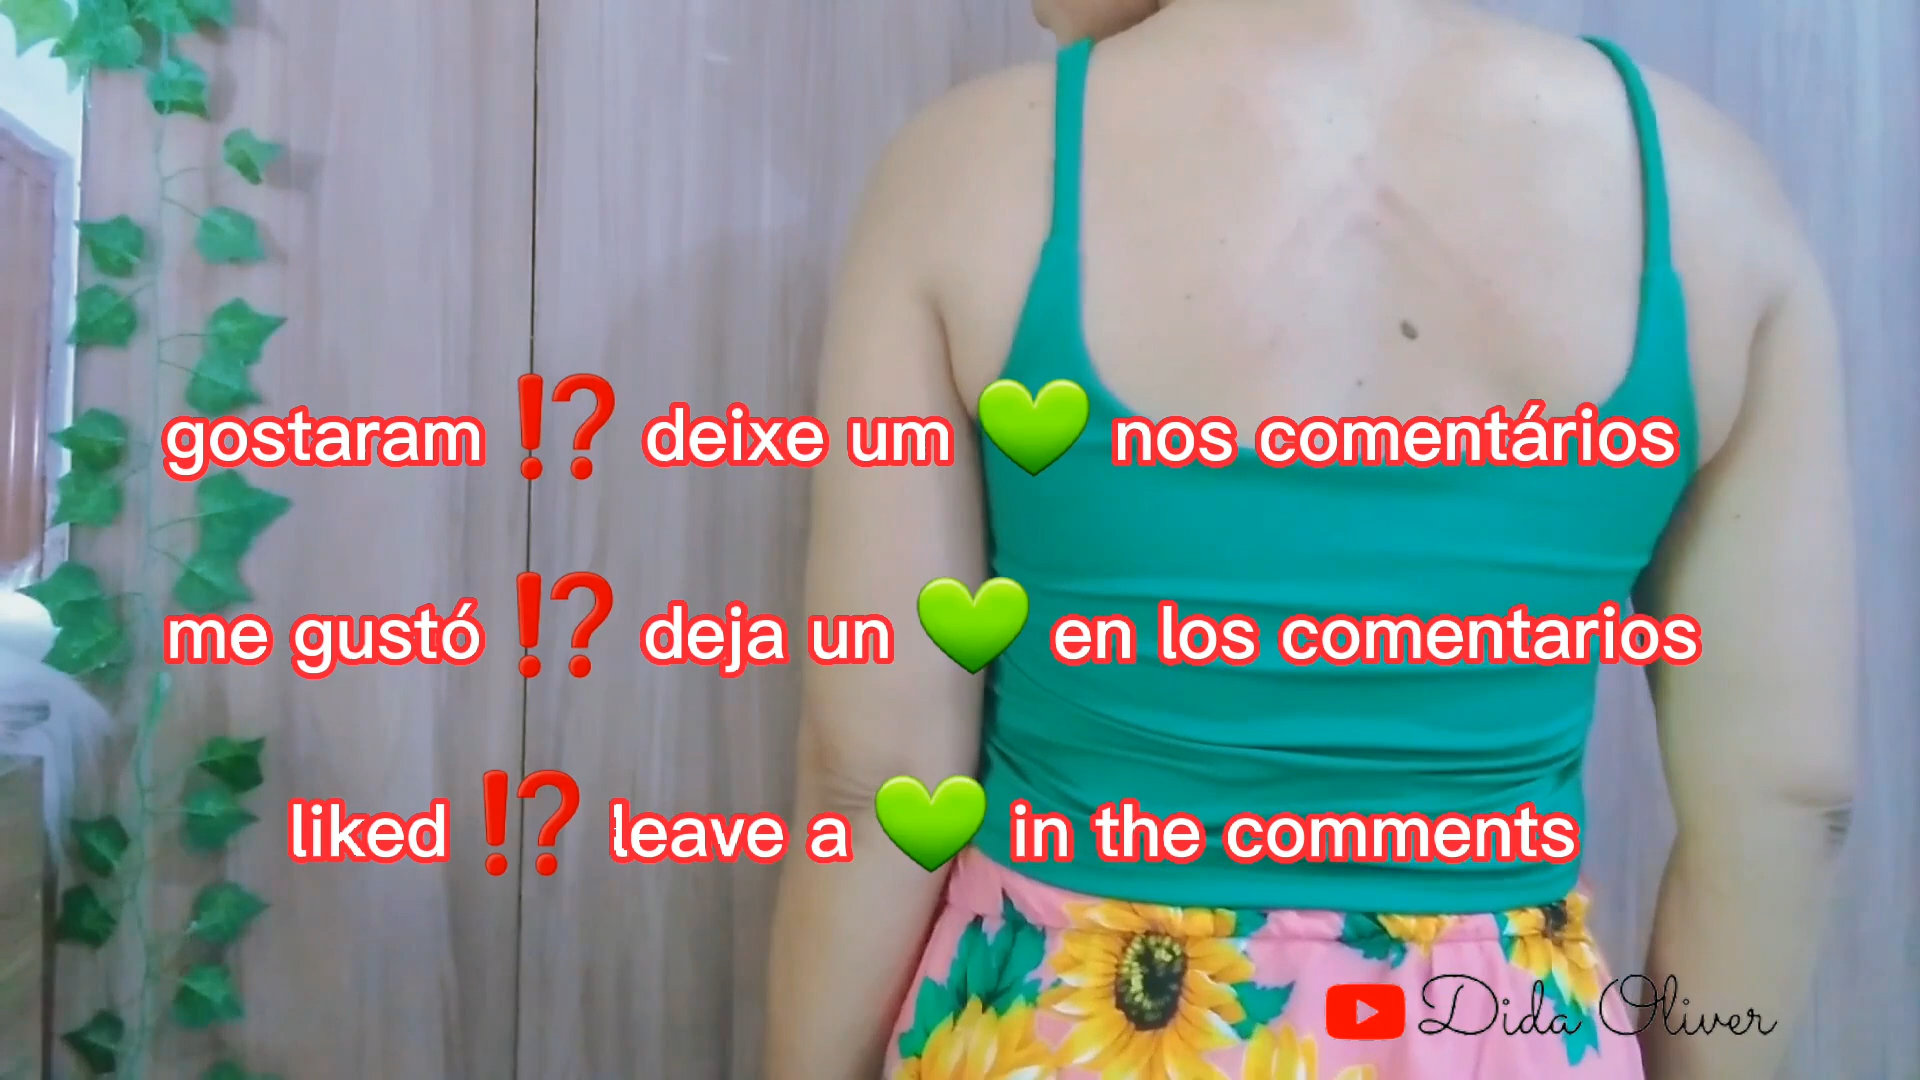 gostaram ⁉️ deixe um 💚 nos comentários
me gustó ⁉️ deja un 💚 en los comentarios
liked ⁉️ leave a 💚 in the comments
Dida Oliver